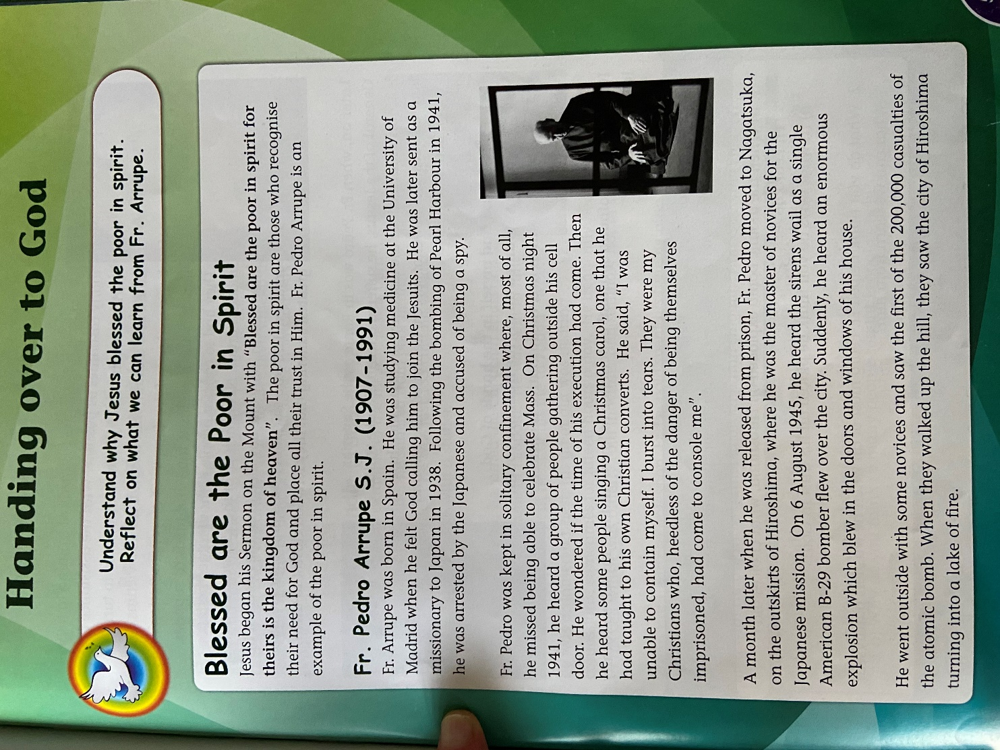 Handing over to God
Understand why Jesus blessed the poor in spirit.
Reflect on what we can learn from Fr. Arrupe.
Blessed are the Poor in Spirit
Jesus began his Sermon on the Mount with “Blessed are the poor in spirit for
theirs is the kingdom of heaven”. The poor in spirit are those who recognise
their need for God and place all their trust in Him. Fr. Pedro Arrupe is an
example of the poor in spirit.
Fr. Pedro Arrupe S.J. (1907-1991)
Fr. Arrupe was born in Spain. He was studying medicine at the University of
Madrid when he felt God calling him to join the Jesuits. He was later sent as a
missionary to Japan in 1938. Following the bombing of Pearl Harbour in 1941,
he was arrested by the Japanese and accused of being a spy.
Fr. Pedro was kept in solitary confinement where, most of all,
he missed being able to celebrate Mass. On Christmas night
1941, he heard a group of people gathering outside his cell
door. He wondered if the time of his execution had come. Then
he heard some people singing a Christmas carol, one that he
had taught to his own Christian converts. He said, “I was
unable to contain myself. I burst into tears. They were my
Christians who, heedless of the danger of being themselves
imprisoned, had come to console me”.
A month later when he was released from prison, Fr. Pedro moved to Nagatsuka,
on the outskirts of Hiroshima, where he was the master of novices for the
Japanese mission. On 6 August 1945, he heard the sirens wail as a single
American B-29 bomber flew over the city. Suddenly, he heard an enormous
explosion which blew in the doors and windows of his house.
He went outside with some novices and saw the first of the 200,000 casualties of
the atomic bomb. When they walked up the hill, they saw the city of Hiroshima
turning into a lake of fire.